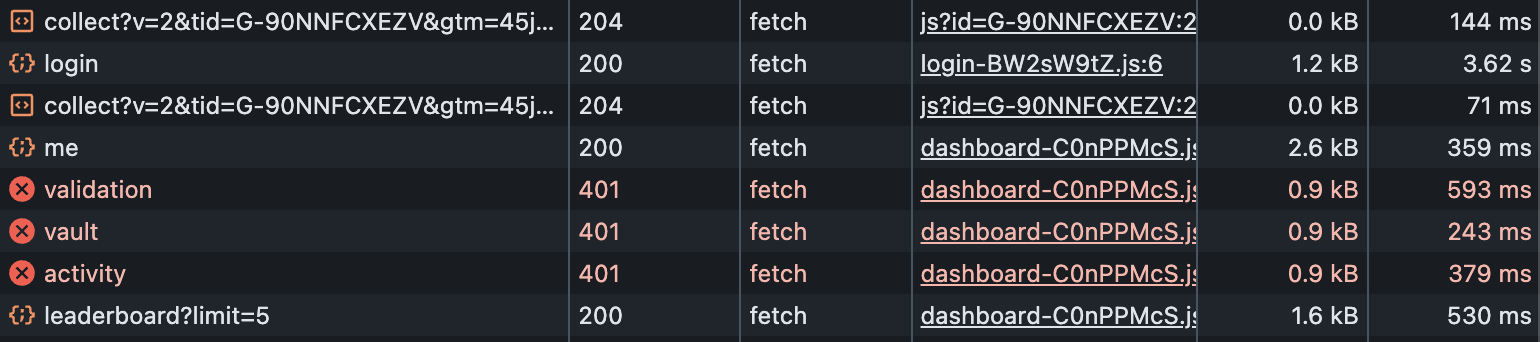 collect?v=2&tid=G-90NNFCXEZV&gtm=45j... 204 fetch js?id=G-90NNFCXEZV:2 0.0 kB 144 ms
login 200 fetch login-BW2sW9tZ.js:6 1.2 kB 3.62 s
collect?v=2&tid=G-90NNFCXEZV&gtm=45j... 204 fetch js?id=G-90NNFCXEZV:2 0.0 kB 71 ms
me 200 fetch dashboard-C0nPPMcS.js 2.6 kB 359 ms
validation 401 fetch dashboard-C0nPPMcS.js 0.9 kB 593 ms
vault 401 fetch dashboard-C0nPPMcS.js 0.9 kB 243 ms
activity 401 fetch dashboard-C0nPPMcS.js 0.9 kB 379 ms
leaderboard?limit=5 200 fetch dashboard-C0nPPMcS.js 1.6 kB 530 ms